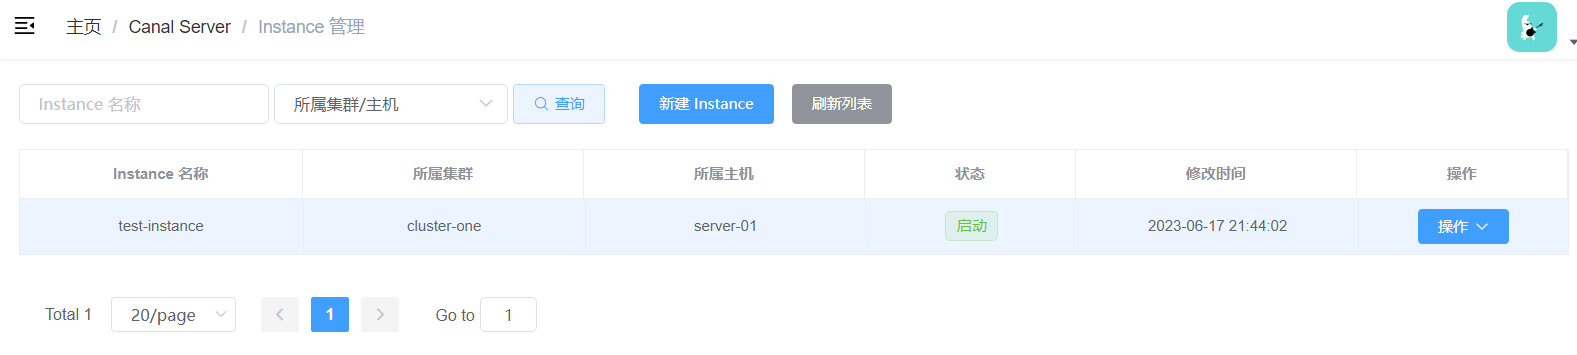 主页 / Canal Server / Instance 管理
Instance 名称 所属集群/主机 查询 新建 Instance 刷新列表
Instance 名称 所属集群 所属主机 状态 修改时间 操作
test-instance cluster-one server-01 启动 2023-06-17 21:44:02 操作
Total 1 20/page 1 Go to 1